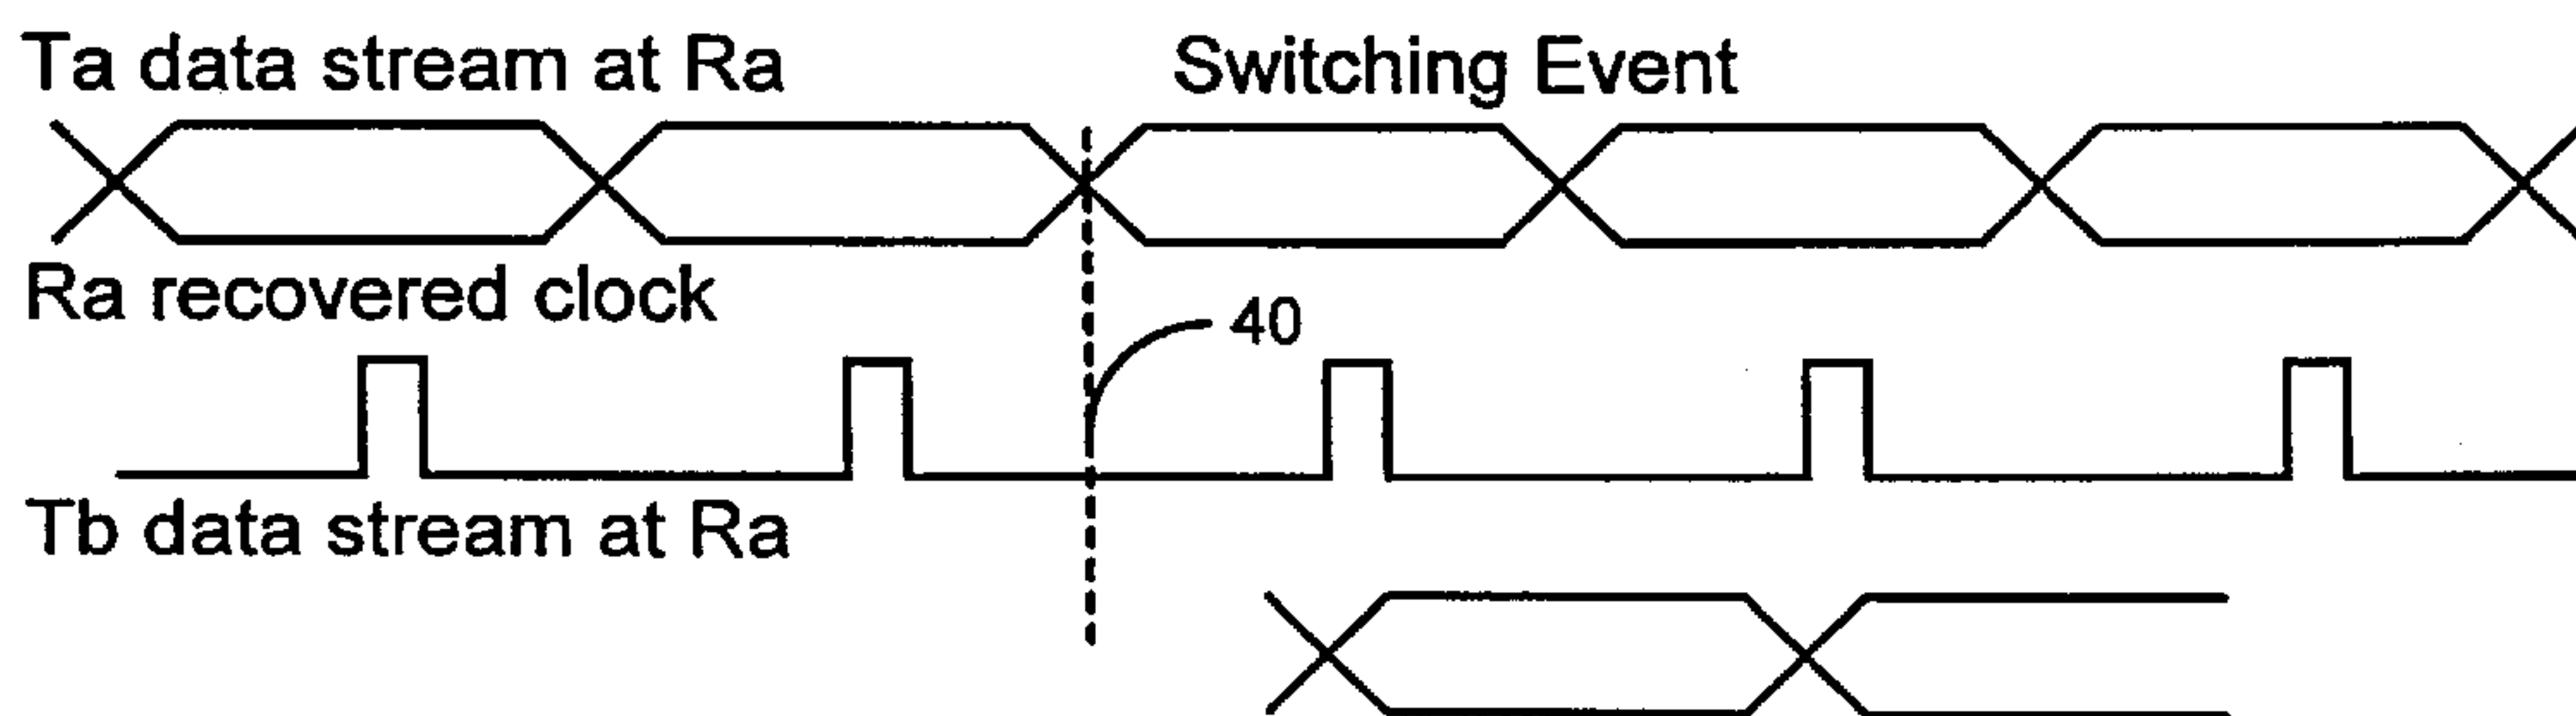 Ta data stream at Ra
Switching Event
Ra recovered clock
40
Tb data stream at Ra